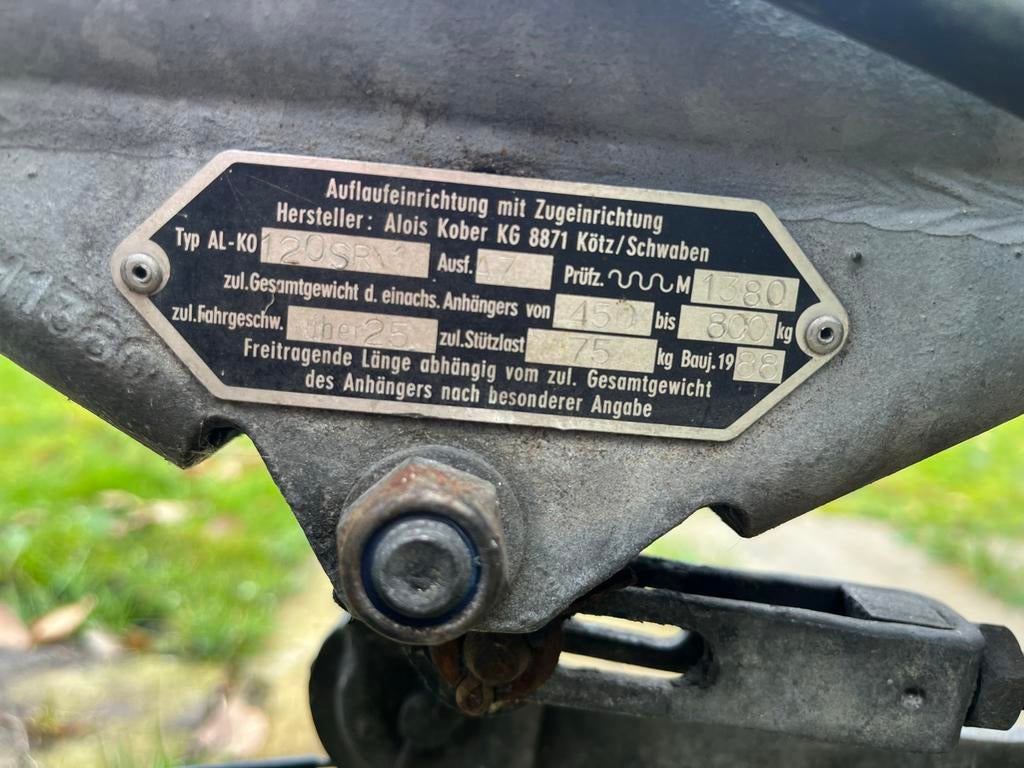 Auflaufeinrichtung mit Zugeinrichtung
Hersteller: Alois Kober KG 8871 Kötz/Schwaben
Typ AL-KO Ausf. Prüfz. M 1380
zul.Gesamtgewicht d. einachs. Anhängers von 450 bis 800 kg
zul.Fahrgeschw. über 25 zul.Stützlast 75 kg Bauj. 1988
Freitragende Länge abhängig vom zul. Gesamtgewicht
des Anhängers nach besonderer Angabe